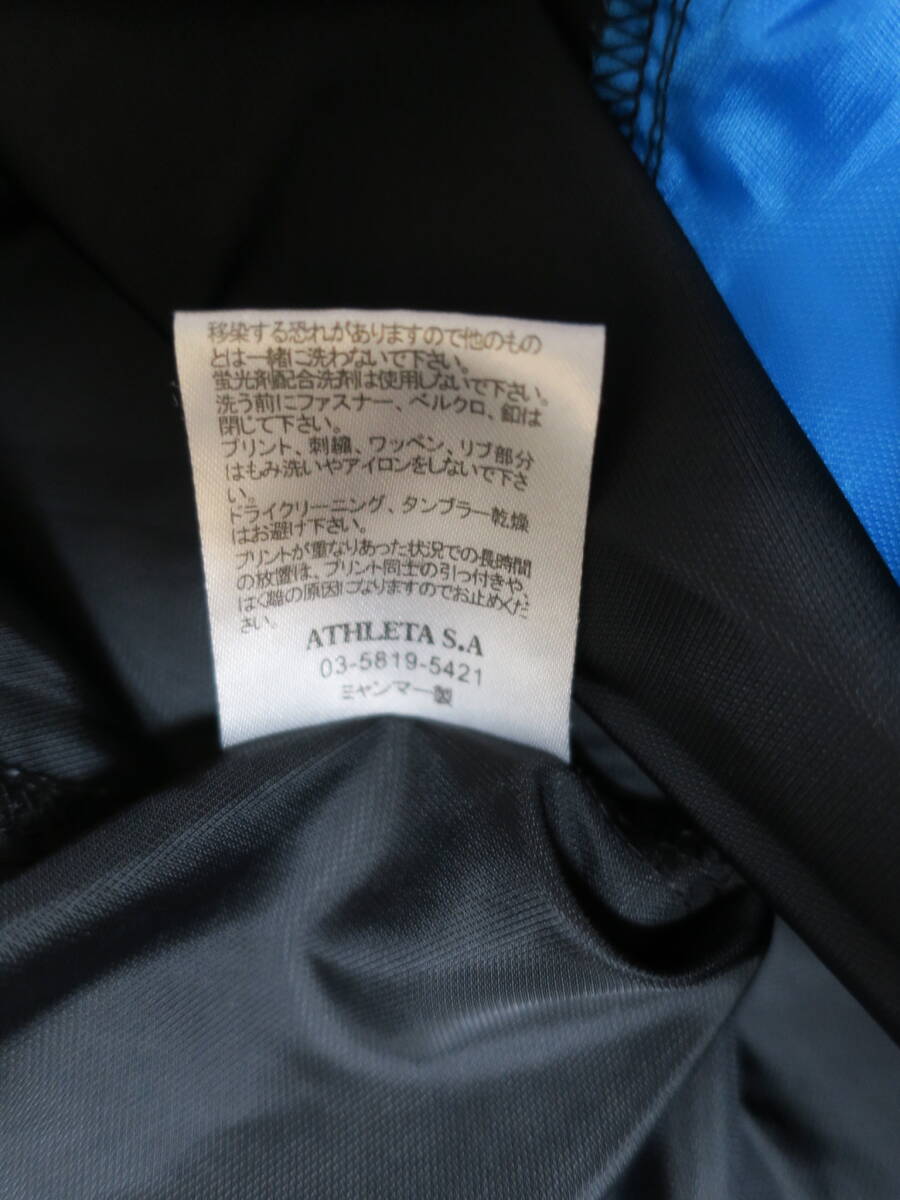 移染する恐れがありますので他のもの
とは一緒に洗わないで下さい。
蛍光剤配合洗剤は使用しないで下さい。
洗う前にファスナー、ベルクロ、釦は
閉じて下さい。
プリント、刺繍、ワッペン、リブ部分
はもみ洗いやアイロンをしないで下さ
い。
ドライクリーニング、タンブラー乾燥
はお避け下さい。
プリントが重なりあった状況での長時間
の放置は、プリント同士の引っ付きや、
はく離の原因になりますのでお止めくだ
さい。
ATHLETA S.A
03-5819-5421
ミャンマー製